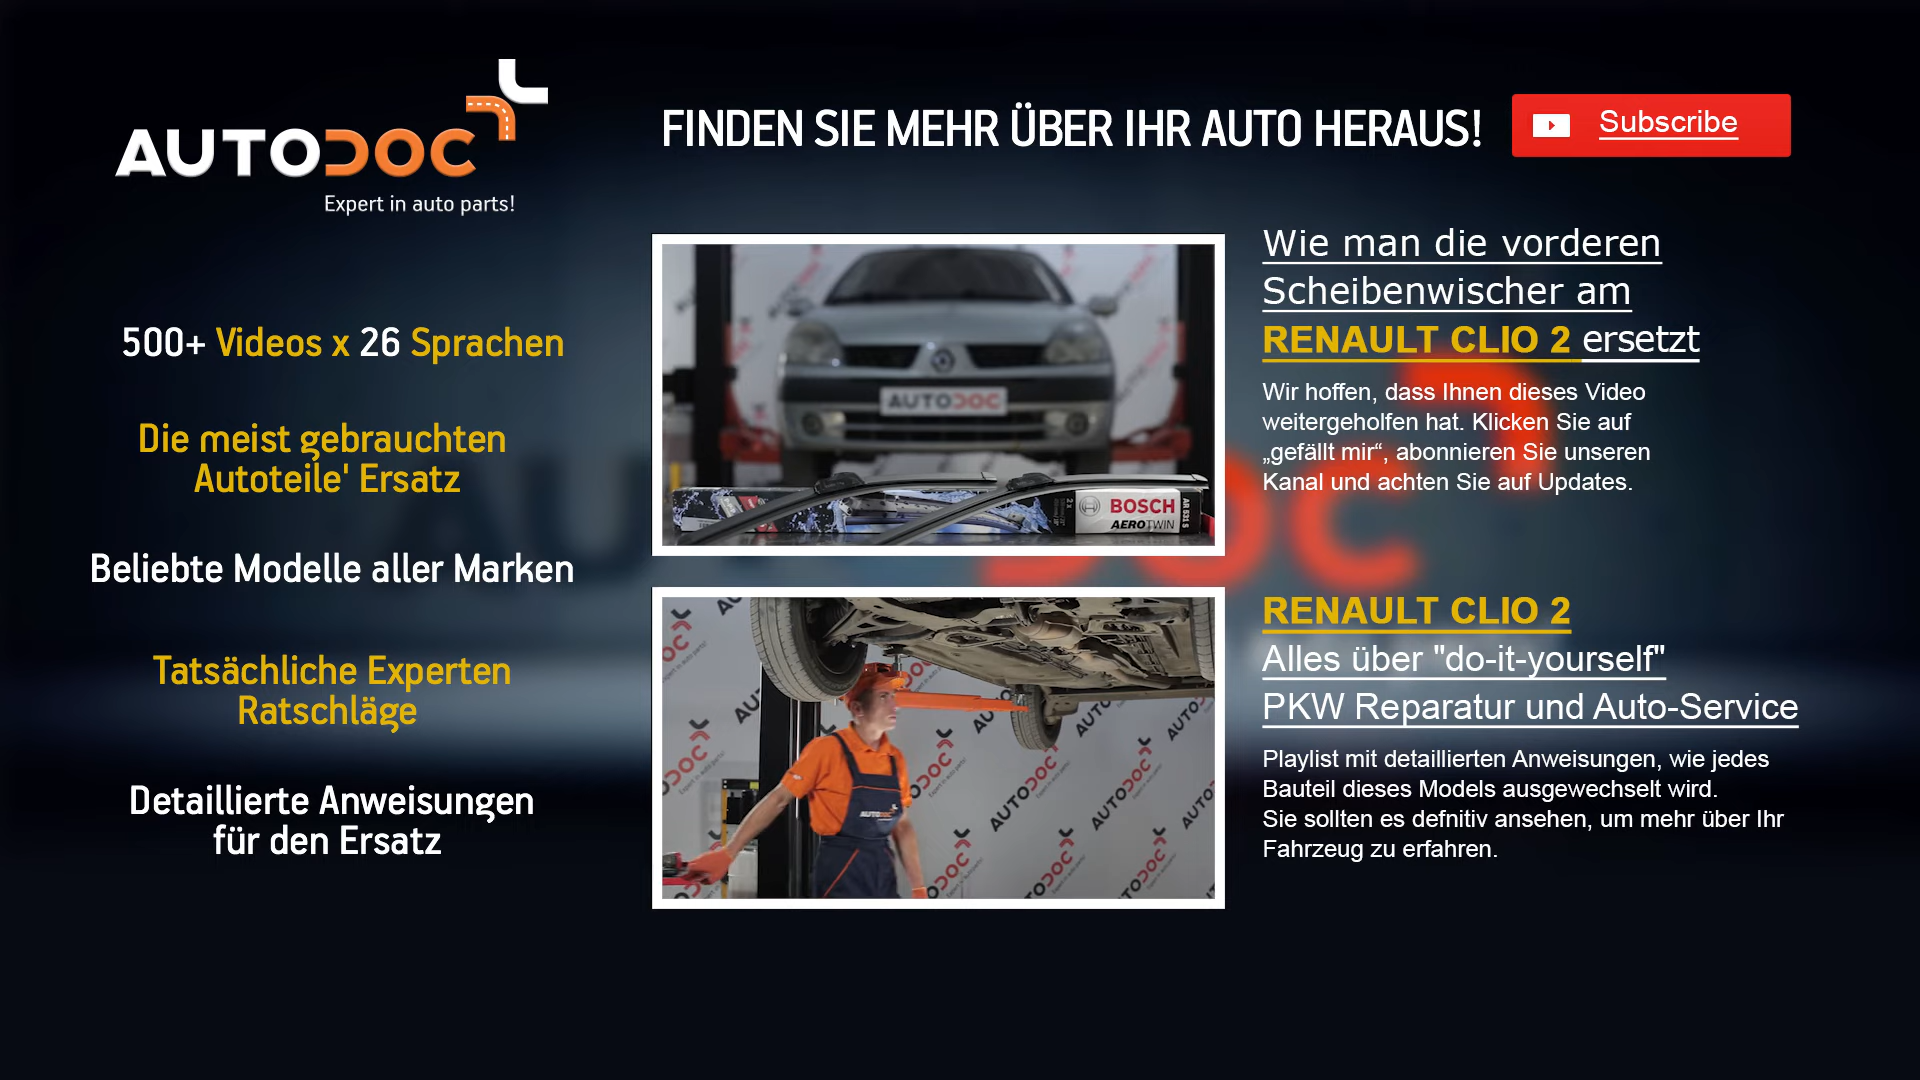 AUTODOC
Expert in auto parts!
FINDEN SIE MEHR ÜBER IHR AUTO HERAUS!
Subscribe
500+ Videos x 26 Sprachen
Die meist gebrauchten
Autoteile' Ersatz
Beliebte Modelle aller Marken
Tatsächliche Experten
Ratschläge
Detaillierte Anweisungen
für den Ersatz
AUTODOC
BOSCH
AEROTWIN
AR 531 S
Wie man die vorderen
Scheibenwischer am
RENAULT CLIO 2 ersetzt
Wir hoffen, dass Ihnen dieses Video
weitergeholfen hat. Klicken Sie auf
„gefällt mir“, abonnieren Sie unseren
Kanal und achten Sie auf Updates.
AUTODOC
RENAULT CLIO 2
Alles über "do-it-yourself"
PKW Reparatur und Auto-Service
Playlist mit detaillierten Anweisungen, wie jedes
Bauteil dieses Models ausgewechselt wird.
Sie sollten es defnitiv ansehen, um mehr über Ihr
Fahrzeug zu erfahren.